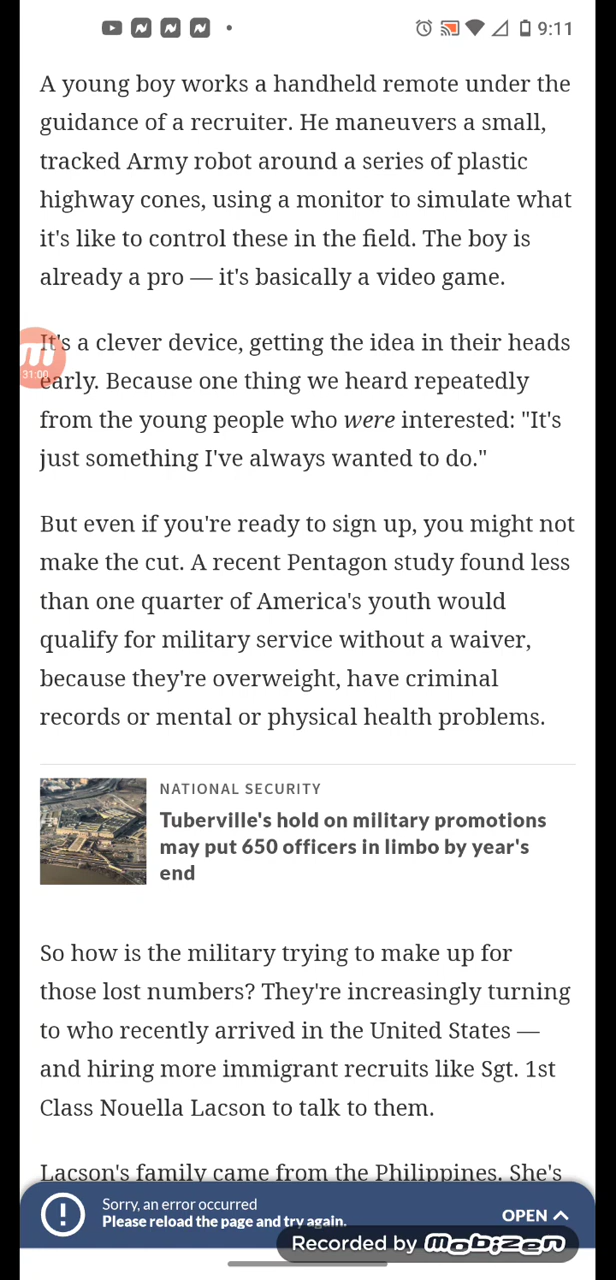 9:11
A young boy works a handheld remote under the
guidance of a recruiter. He maneuvers a small,
tracked Army robot around a series of plastic
highway cones, using a monitor to simulate what
it's like to control these in the field. The boy is
already a pro — it's basically a video game.
It's a clever device, getting the idea in their heads
31:00
early. Because one thing we heard repeatedly
from the young people who were interested: "It's
just something I've always wanted to do."
But even if you're ready to sign up, you might not
make the cut. A recent Pentagon study found less
than one quarter of America's youth would
qualify for military service without a waiver,
because they're overweight, have criminal
records or mental or physical health problems.
NATIONAL SECURITY
Tuberville's hold on military promotions
may put 650 officers in limbo by year's
end
So how is the military trying to make up for
those lost numbers? They're increasingly turning
to who recently arrived in the United States —
and hiring more immigrant recruits like Sgt. 1st
Class Nouella Lacson to talk to them.
Lacson's family came from the Philippines. She's
Sorry, an error occurred
Please reload the page and try again.
OPEN
Recorded by mobizen